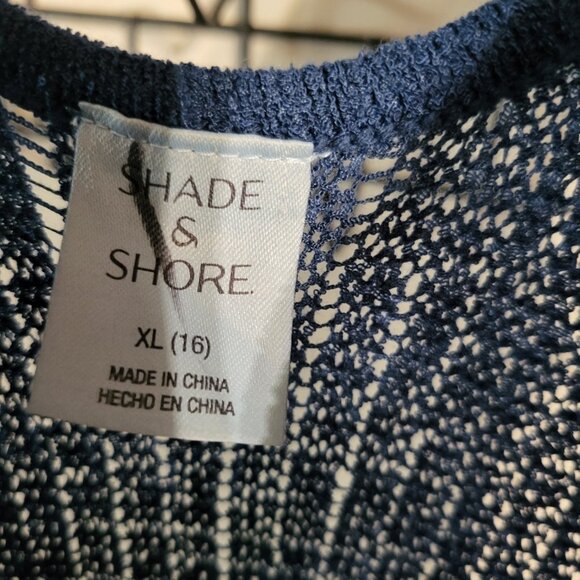 SHADE
&
SHORE
XL (16)
MADE IN CHINA
HECHO EN CHINA